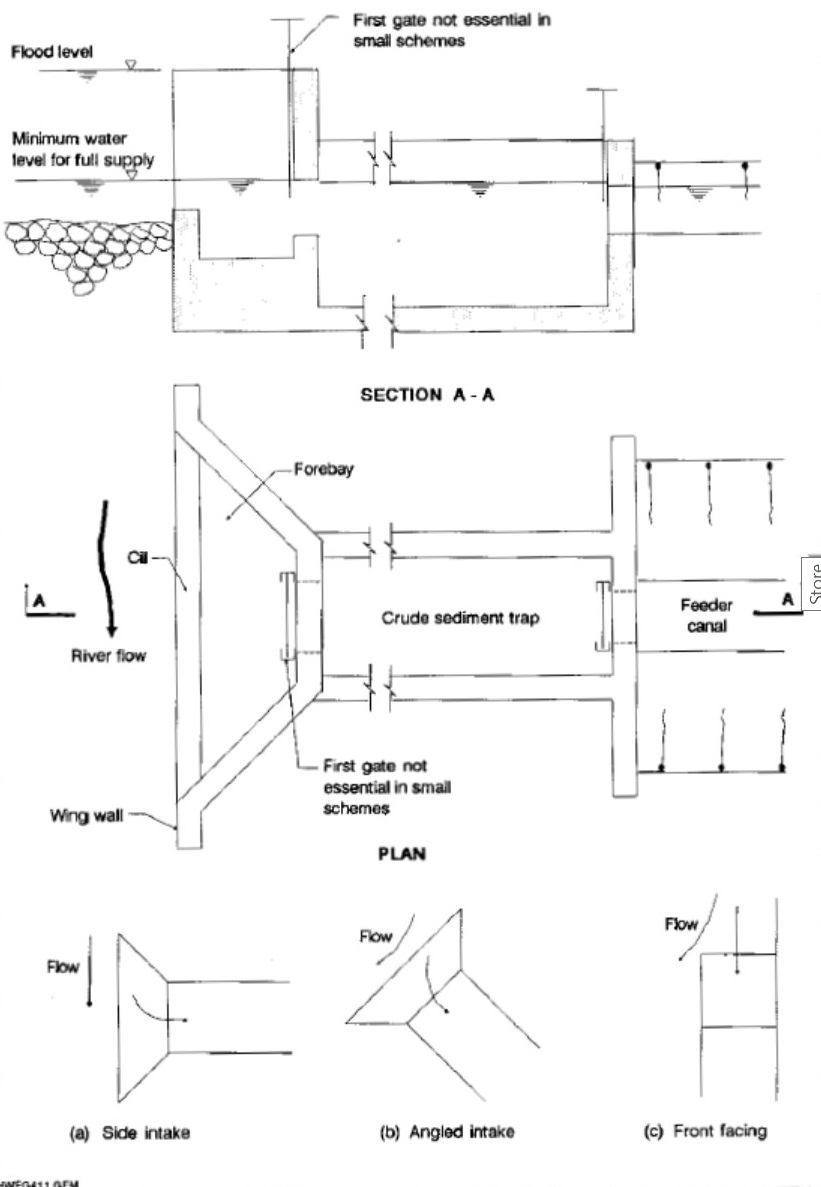 First gate not essential in
small schemes
Flood level
Minimum water
level for full supply
SECTION A - A
Forebay
Cill
A
River flow
Crude sediment trap
Feeder
canal
A
Store
First gate not
essential in small
schemes
Wing wall
PLAN
Flow
Flow
Flow
(a) Side intake
(b) Angled intake
(c) Front facing